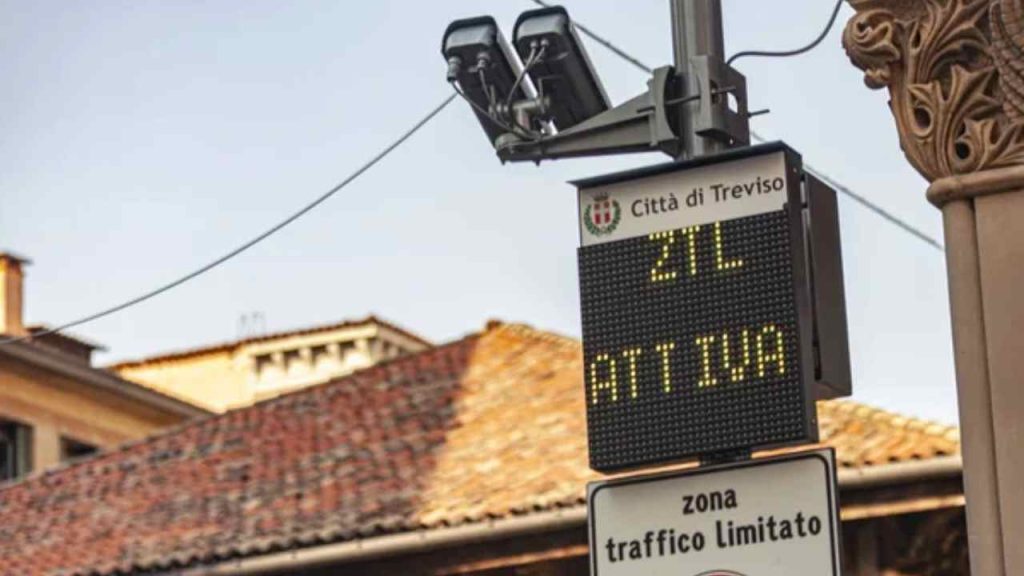 Città di Treviso
ZTL
ATTIVA
zona
traffico limitato